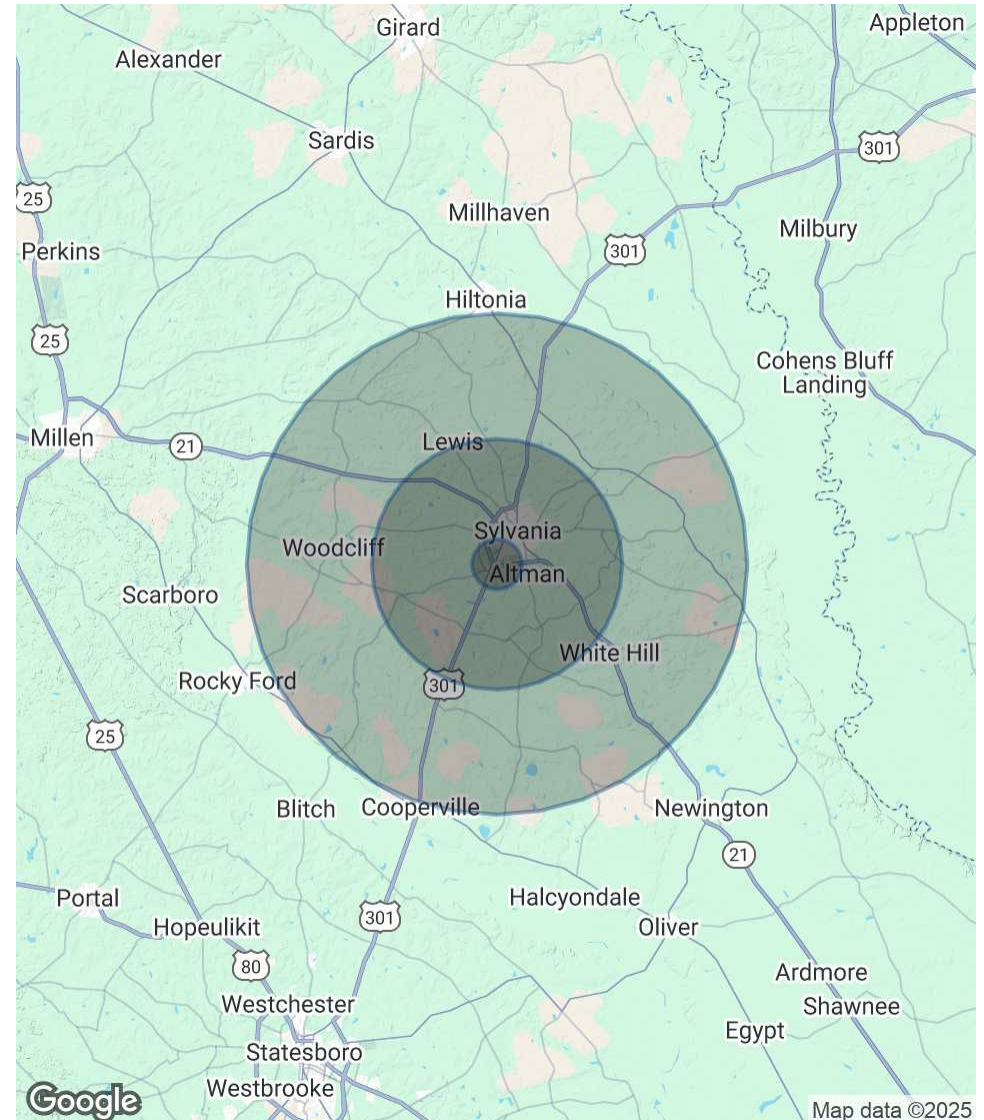 Appleton
Girard
Alexander
Sardis
301
25
Millhaven
Milbury
Perkins
301
Hiltonia
25
Cohens Bluff
Landing
Millen
21
Lewis
Sylvania
Woodcliff
Altman
Scarboro
White Hill
Rocky Ford
301
25
Blitch
Cooperville
Newington
21
Portal
Halcyondale
301
Hopeulikit
Oliver
80
Ardmore
Westchester
Shawnee
Egypt
Statesboro
Westbrooke
Google
Map data ©2025